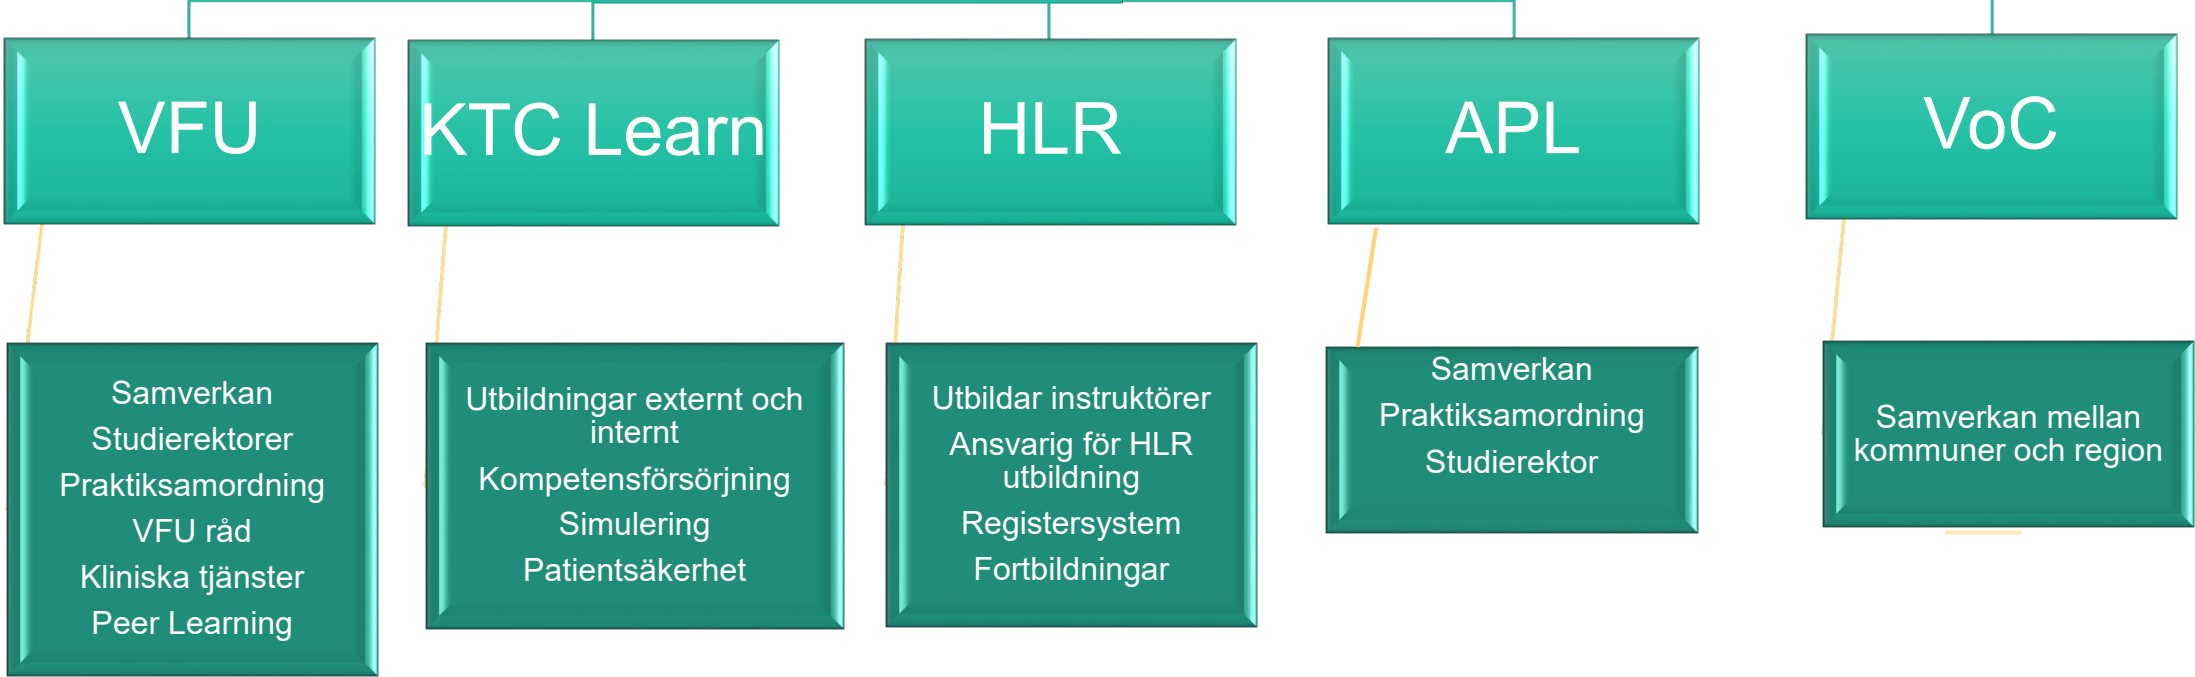 VFU
KTC Learn
HLR
APL
VoC
Samverkan
Studierektorer
Praktiksamordning
VFU råd
Kliniska tjänster
Peer Learning
Utbildningar externt och
internt
Kompetensförsörjning
Simulering
Patientsäkerhet
Utbildar instruktörer
Ansvarig för HLR
utbildning
Registersystem
Fortbildningar
Samverkan
Praktiksamordning
Studierektor
Samverkan mellan
kommuner och region